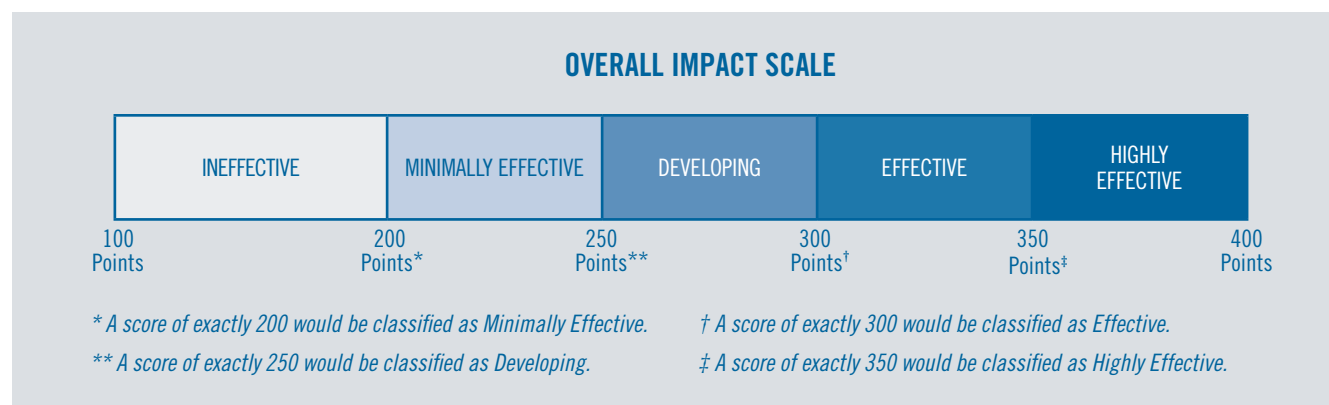 OVERALL IMPACT SCALE
INEFFECTIVE
MINIMALLY EFFECTIVE
DEVELOPING
EFFECTIVE
HIGHLY
EFFECTIVE
100
Points
200
Points*
250
Points**
300
Points†
350
Points‡
400
Points
* A score of exactly 200 would be classified as Minimally Effective.
** A score of exactly 250 would be classified as Developing.
† A score of exactly 300 would be classified as Effective.
‡ A score of exactly 350 would be classified as Highly Effective.